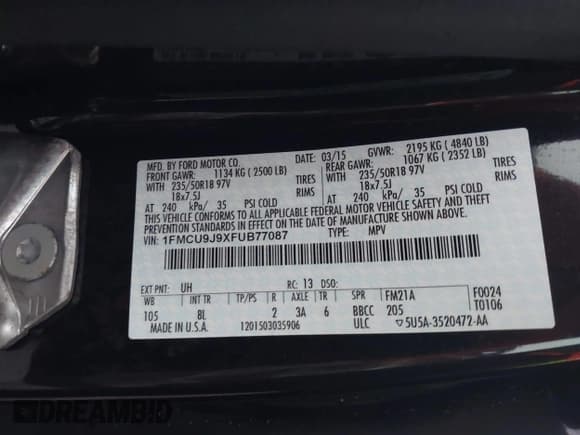 MFD. BY FORD MOTOR CO.
DATE: 03/15 GVWR: 2195 KG ( 4840 LB)
FRONT GAWR: 1134 KG ( 2500 LB) REAR GAWR: 1067 KG ( 2352 LB)
WITH 235/50R18 97V TIRES WITH 235/50R18 97V TIRES
18x7.5J RIMS 18x7.5J RIMS
AT 240 kPa/ 35 PSI COLD AT 240 kPa/ 35 PSI COLD
THIS VEHICLE CONFORMS TO ALL APPLICABLE FEDERAL MOTOR VEHICLE SAFETY AND THEFT
PREVENTION STANDARDS IN EFFECT ON THE DATE OF MANUFACTURE SHOWN ABOVE.
VIN: 1FMCU9J9XFUB77087 TYPE: MPV
EXT PNT: UH RC: 13 DSO: FM21A F0024
WB INT TR TP/PS R AXLE TR SPR 205 T0106
105 8L 2 3A 6 BBCC
MADE IN U.S.A. 1201503035906 ULC 5U5A-3520472-AA
DREAMBID